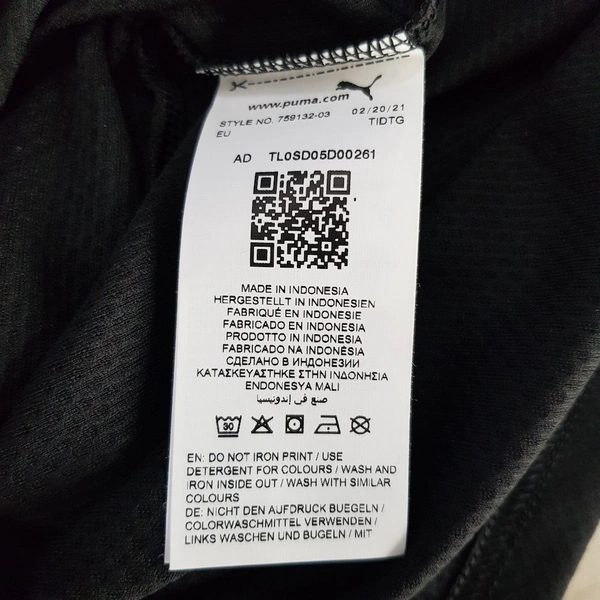 www.puma.com
STYLE NO. 759132-03 02/20/21
EU TIDTG
AD TL0SD05D00261
MADE IN INDONESIA
HERGESTELLT IN INDONESIEN
FABRIQUÉ EN INDONESIE
FABRICADO EN INDONESIA
PRODOTTO IN INDONESIA
FABRICADO NA INDONÉSIA
СДЕЛАНО В ИНДОНЕЗИИ
ΚΑΤΑΣΚΕΥΑΣΤΗΚΕ ΣΤΗΝ ΙΝΔΟΝΗΣΙΑ
ENDONESYA MALI
صنع في إندونيسيا
30
EN: DO NOT IRON PRINT / USE
DETERGENT FOR COLOURS / WASH AND
IRON INSIDE OUT / WASH WITH SIMILAR
COLOURS
DE: NICHT DEN AUFDRUCK BUEGELN /
COLORWASCHMITTEL VERWENDEN /
LINKS WASCHEN UND BUGELN / MIT